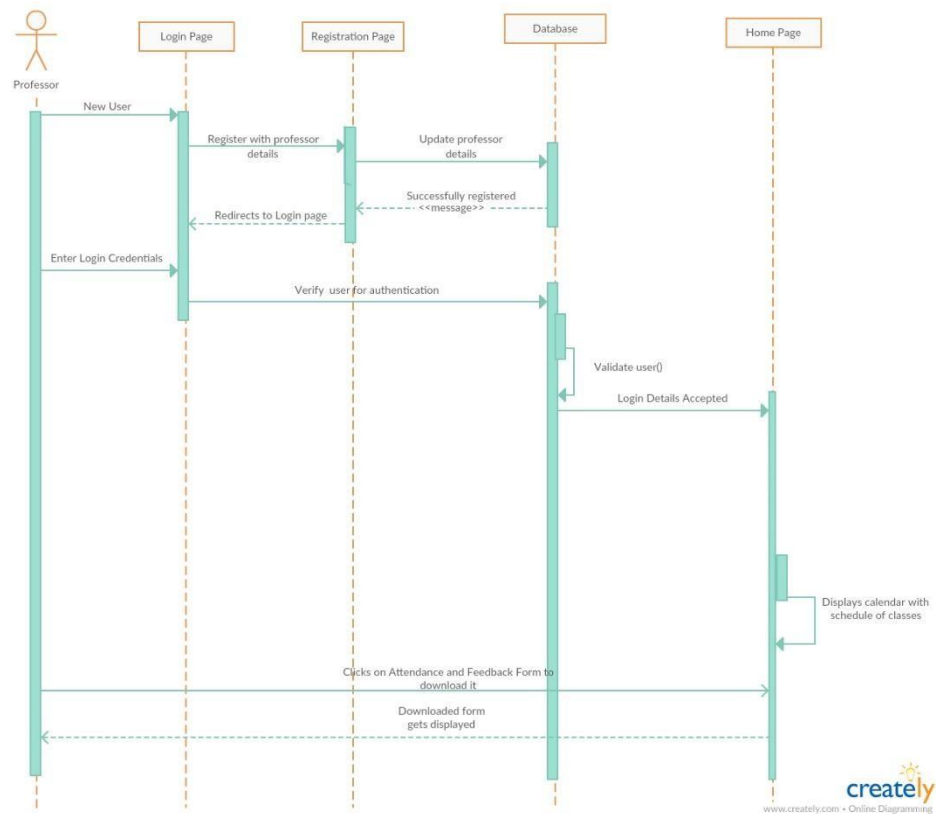 Professor
Login Page
Registration Page
Database
Home Page
New User
Register with professor
details
Update professor
details
Successfully registered
<<message>>
Redirects to Login page
Enter Login Credentials
Verify user for authentication
Validate user()
Login Details Accepted
Displays calendar with
schedule of classes
Clicks on Attendance and Feedback Form to
download it
Downloaded form
gets displayed
creately
www.creately.com • Online Diagramming